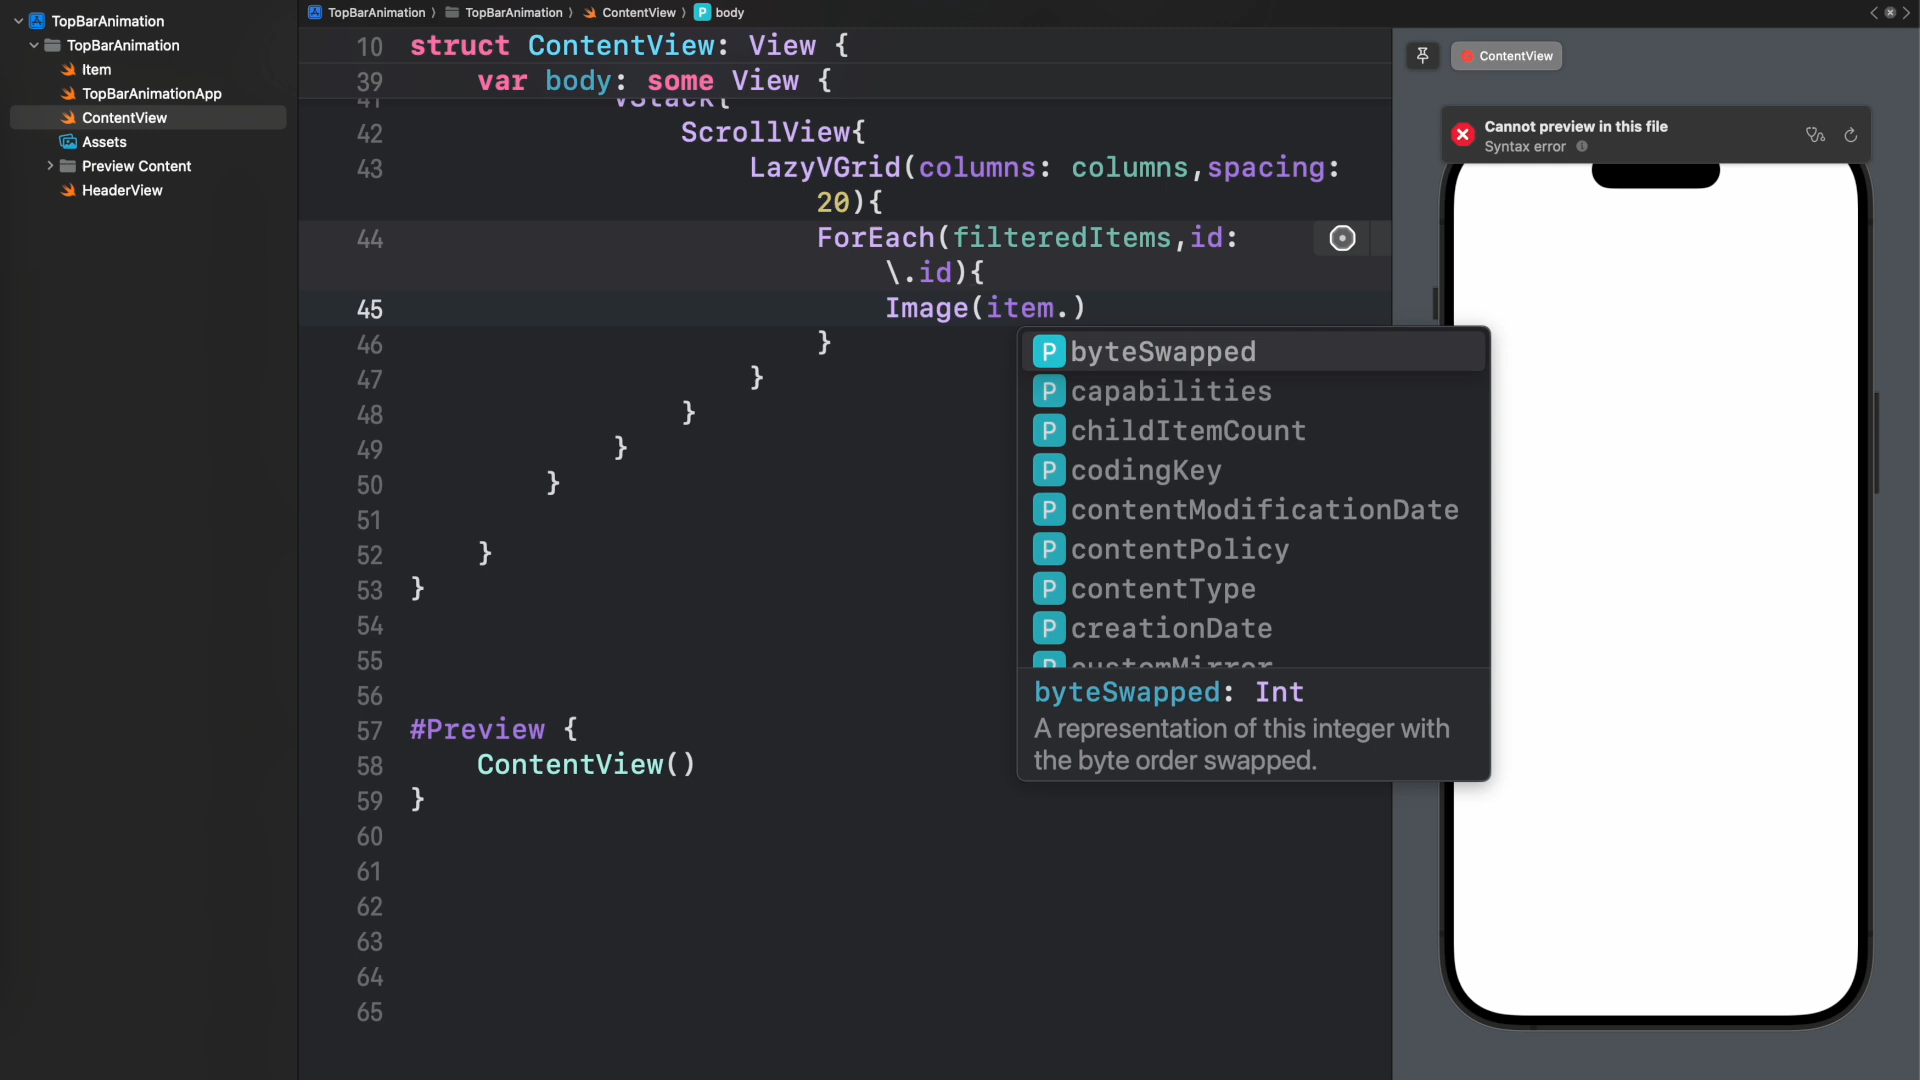 TopBarAnimation
TopBarAnimation
Item
TopBarAnimationApp
ContentView
Assets
Preview Content
HeaderView
TopBarAnimation ⟩ TopBarAnimation ⟩ ContentView ⟩ P body
10 struct ContentView: View {
39 var body: some View {
41 VStack{
42 ScrollView{
43 LazyVGrid(columns: columns,spacing:
20){
44 ForEach(filteredItems,id:
\.id){
45 Image(item.)
46 }
47 }
48 }
49 }
50 }
51
52 }
53 }
54
55
56
57 #Preview {
58 ContentView()
59 }
60
61
62
63
64
65
P byteSwapped
P capabilities
P childItemCount
P codingKey
P contentModificationDate
P contentPolicy
P contentType
P creationDate
P customMirror
byteSwapped: Int
A representation of this integer with
the byte order swapped.
ContentView
Cannot preview in this file
Syntax error